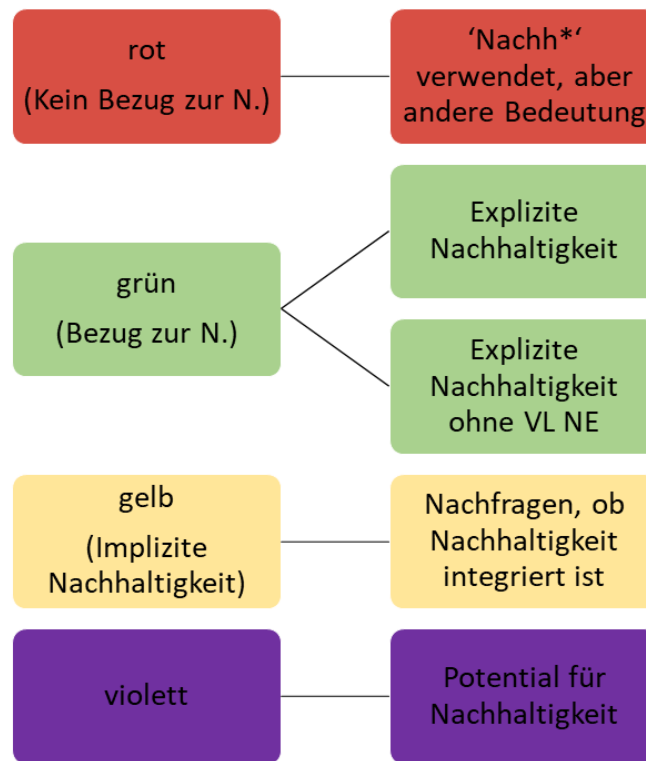 rot
(Kein Bezug zur N.)
‘Nachh*‘
verwendet, aber
andere Bedeutung
grün
(Bezug zur N.)
Explizite
Nachhaltigkeit
Explizite
Nachhaltigkeit
ohne VL NE
gelb
(Implizite
Nachhaltigkeit)
Nachfragen, ob
Nachhaltigkeit
integriert ist
violett
Potential für
Nachhaltigkeit